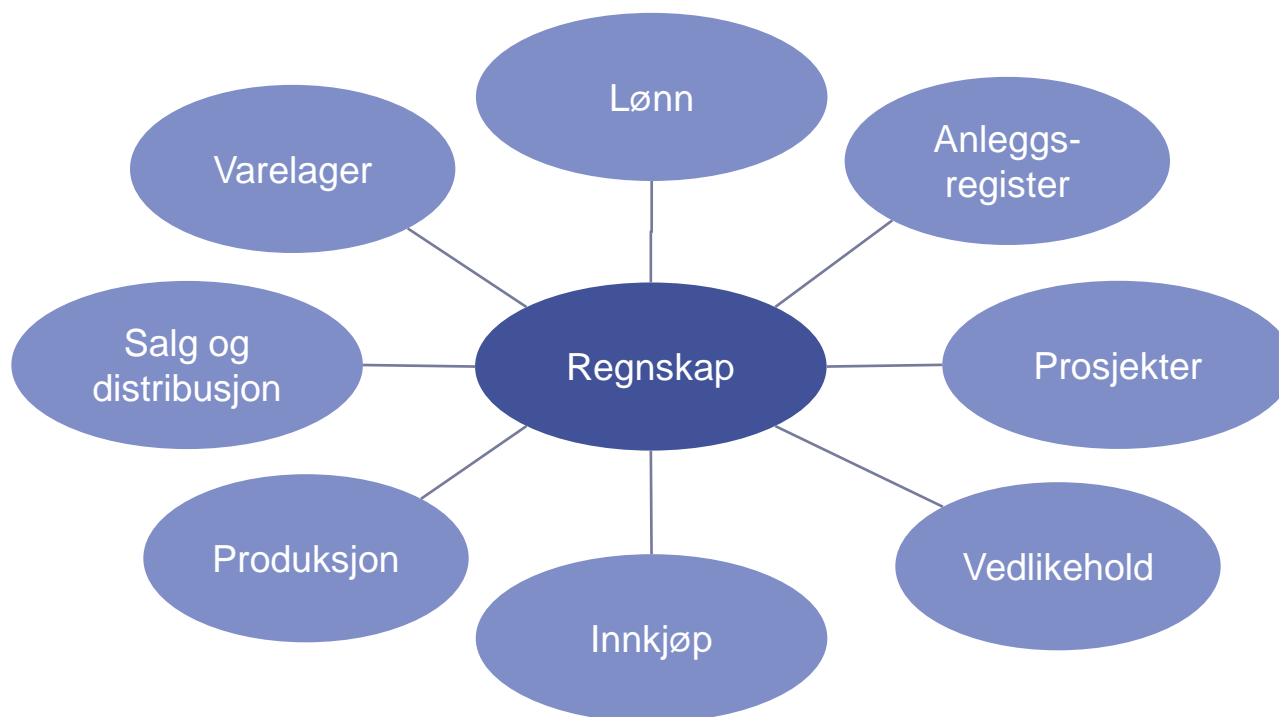 Lønn
Anleggs-
register
Varelager
Salg og
distribusjon
Regnskap
Prosjekter
Produksjon
Vedlikehold
Innkjøp